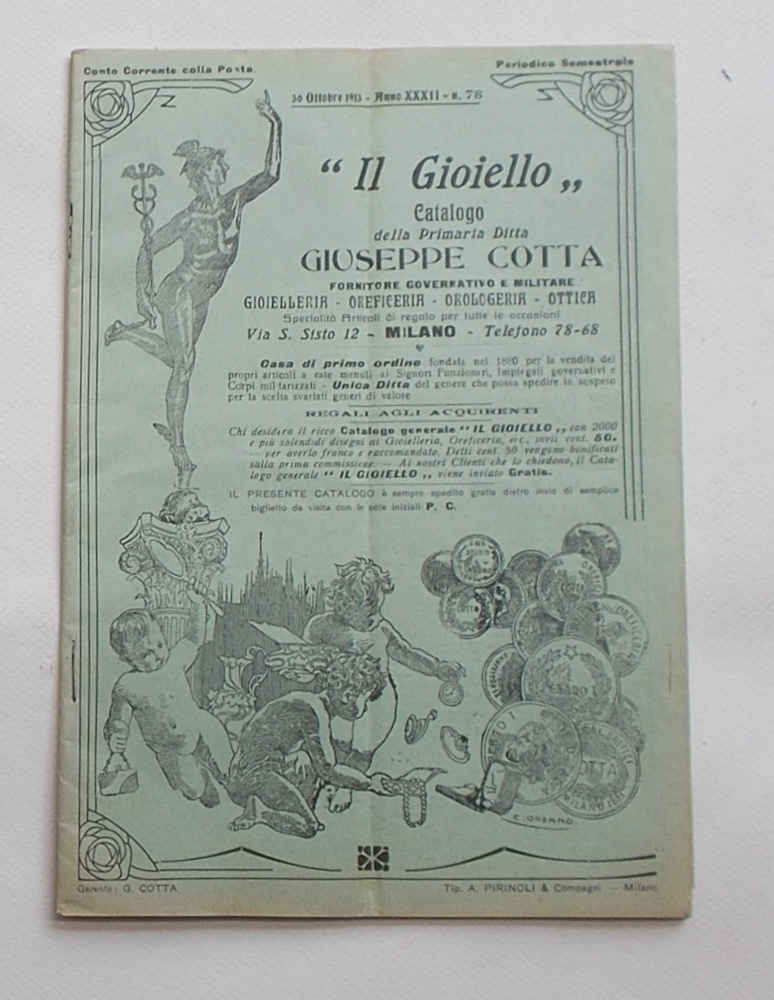 Conto Corrente colla Posta.
Periodico Semestrale
30 Ottobre 1913 - Anno XXXII - n. 76
“ Il Gioiello „
Catalogo
della Primaria Ditta
GIUSEPPE COTTA
FORNITORE GOVERNATIVO E MILITARE
GIOIELLERIA - OREFICERIA - OROLOGERIA - OTTICA
Specialità Articoli di regalo per tutte le occasioni
Via S. Sisto 12 - MILANO - Telefono 78-68
Casa di primo ordine fondata nel 1880 per la vendita dei
propri articoli a rate mensili ai Signori Funzionari, Impiegati governativi e
Corpi militarizzati - Unica Ditta del genere che possa spedire in sospeso
per la scelta svariati generi di valore
REGALI AGLI ACQUIRENTI
Chi desidera il ricco Catalogo generale “ IL GIOIELLO „ con 2000
e più splendidi disegni di Gioielleria, Oreficeria, ecc., invii cent. 50.
— per averlo franco e raccomandato. Detti cent. 50 vengono bonificati
sulla prima commissione. — Ai nostri Clienti che lo chiedono, il Cata-
logo generale “ IL GIOIELLO „ viene inviato Gratis.
IL PRESENTE CATALOGO è sempre spedito gratis dietro invio di semplice
biglietto da visita con le sole iniziali P. C.
COTTA
MILANO
Gerente: G. COTTA
Tip. A. PIRINOLI & Compagni - Milano